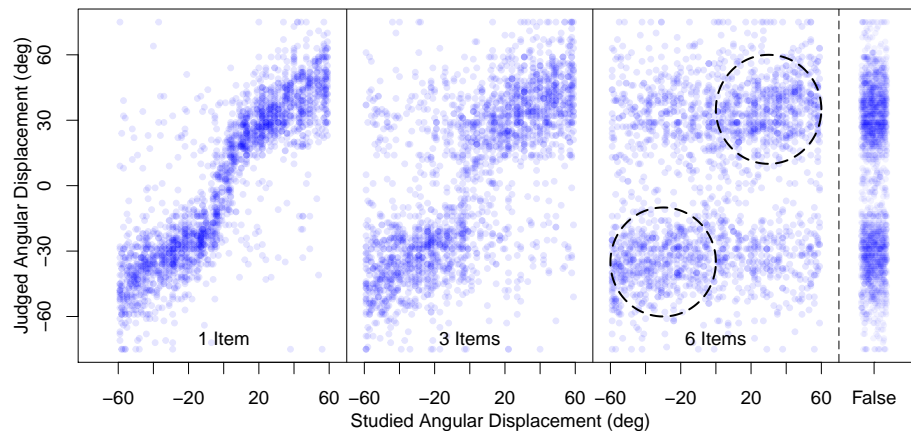 Judged Angular Displacement (deg)
60
30
0
−30
−60
1 Item
3 Items
6 Items
−60 −20 20 60 −60 −20 20 60 −60 −20 20 60 False
Studied Angular Displacement (deg)